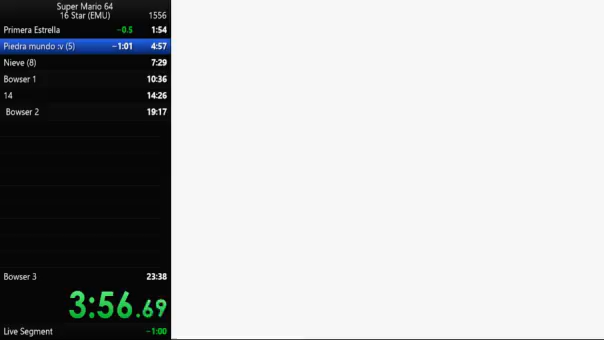 Super Mario 64
16 Star (EMU) 1556
Primera Estrella −0.5 1:54
Piedra mundo :v (5) −1:01 4:57
Nieve (8) 7:29
Bowser 1 10:36
14 14:26
Bowser 2 19:17
Bowser 3 23:38
3:56.69
Live Segment −1:00